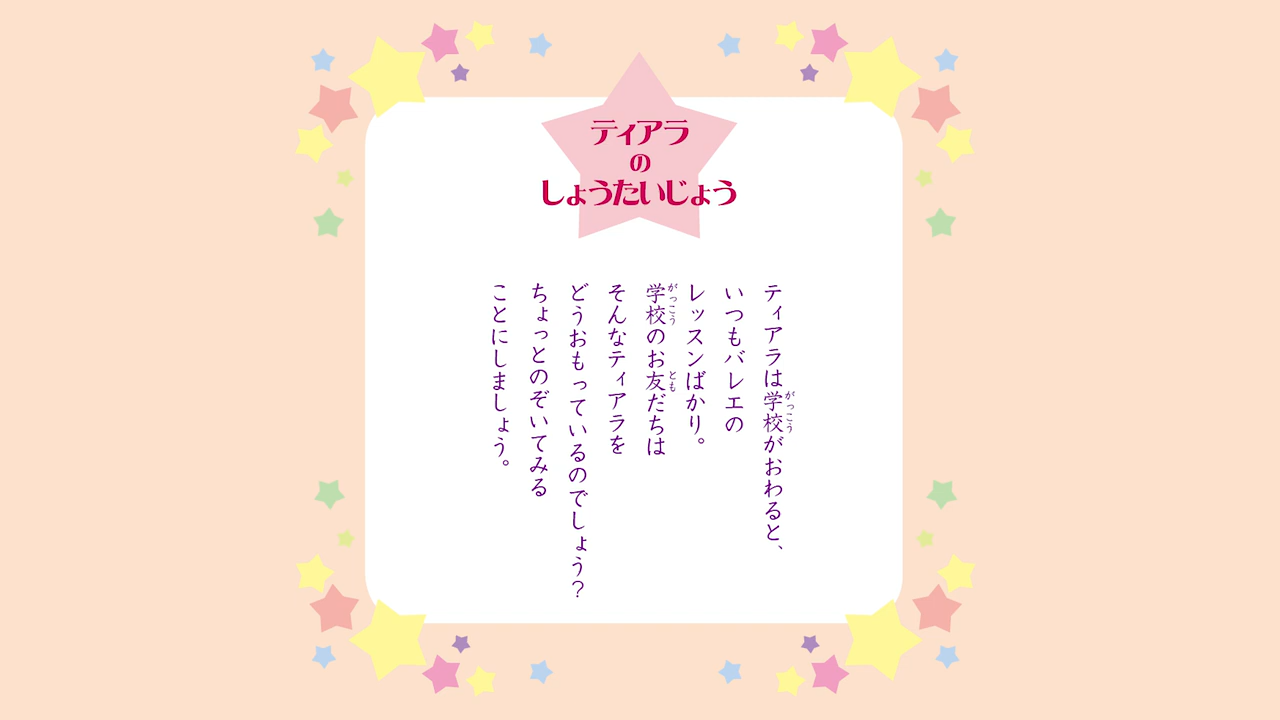 ティアラ
の
しょうたいじょう
ティアラは学校がおわると、
いつもバレエの
レッスンばかり。
学校のお友だちは
そんなティアラを
どうおもっているのでしょう?
ちょっとのぞいてみる
ことにしましょう。